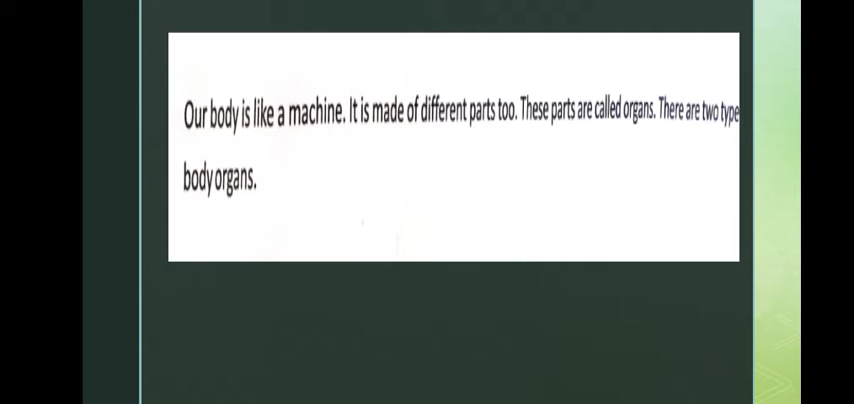 Our body is like a machine. It is made of different parts too. These parts are called organs. There are two type
body organs.